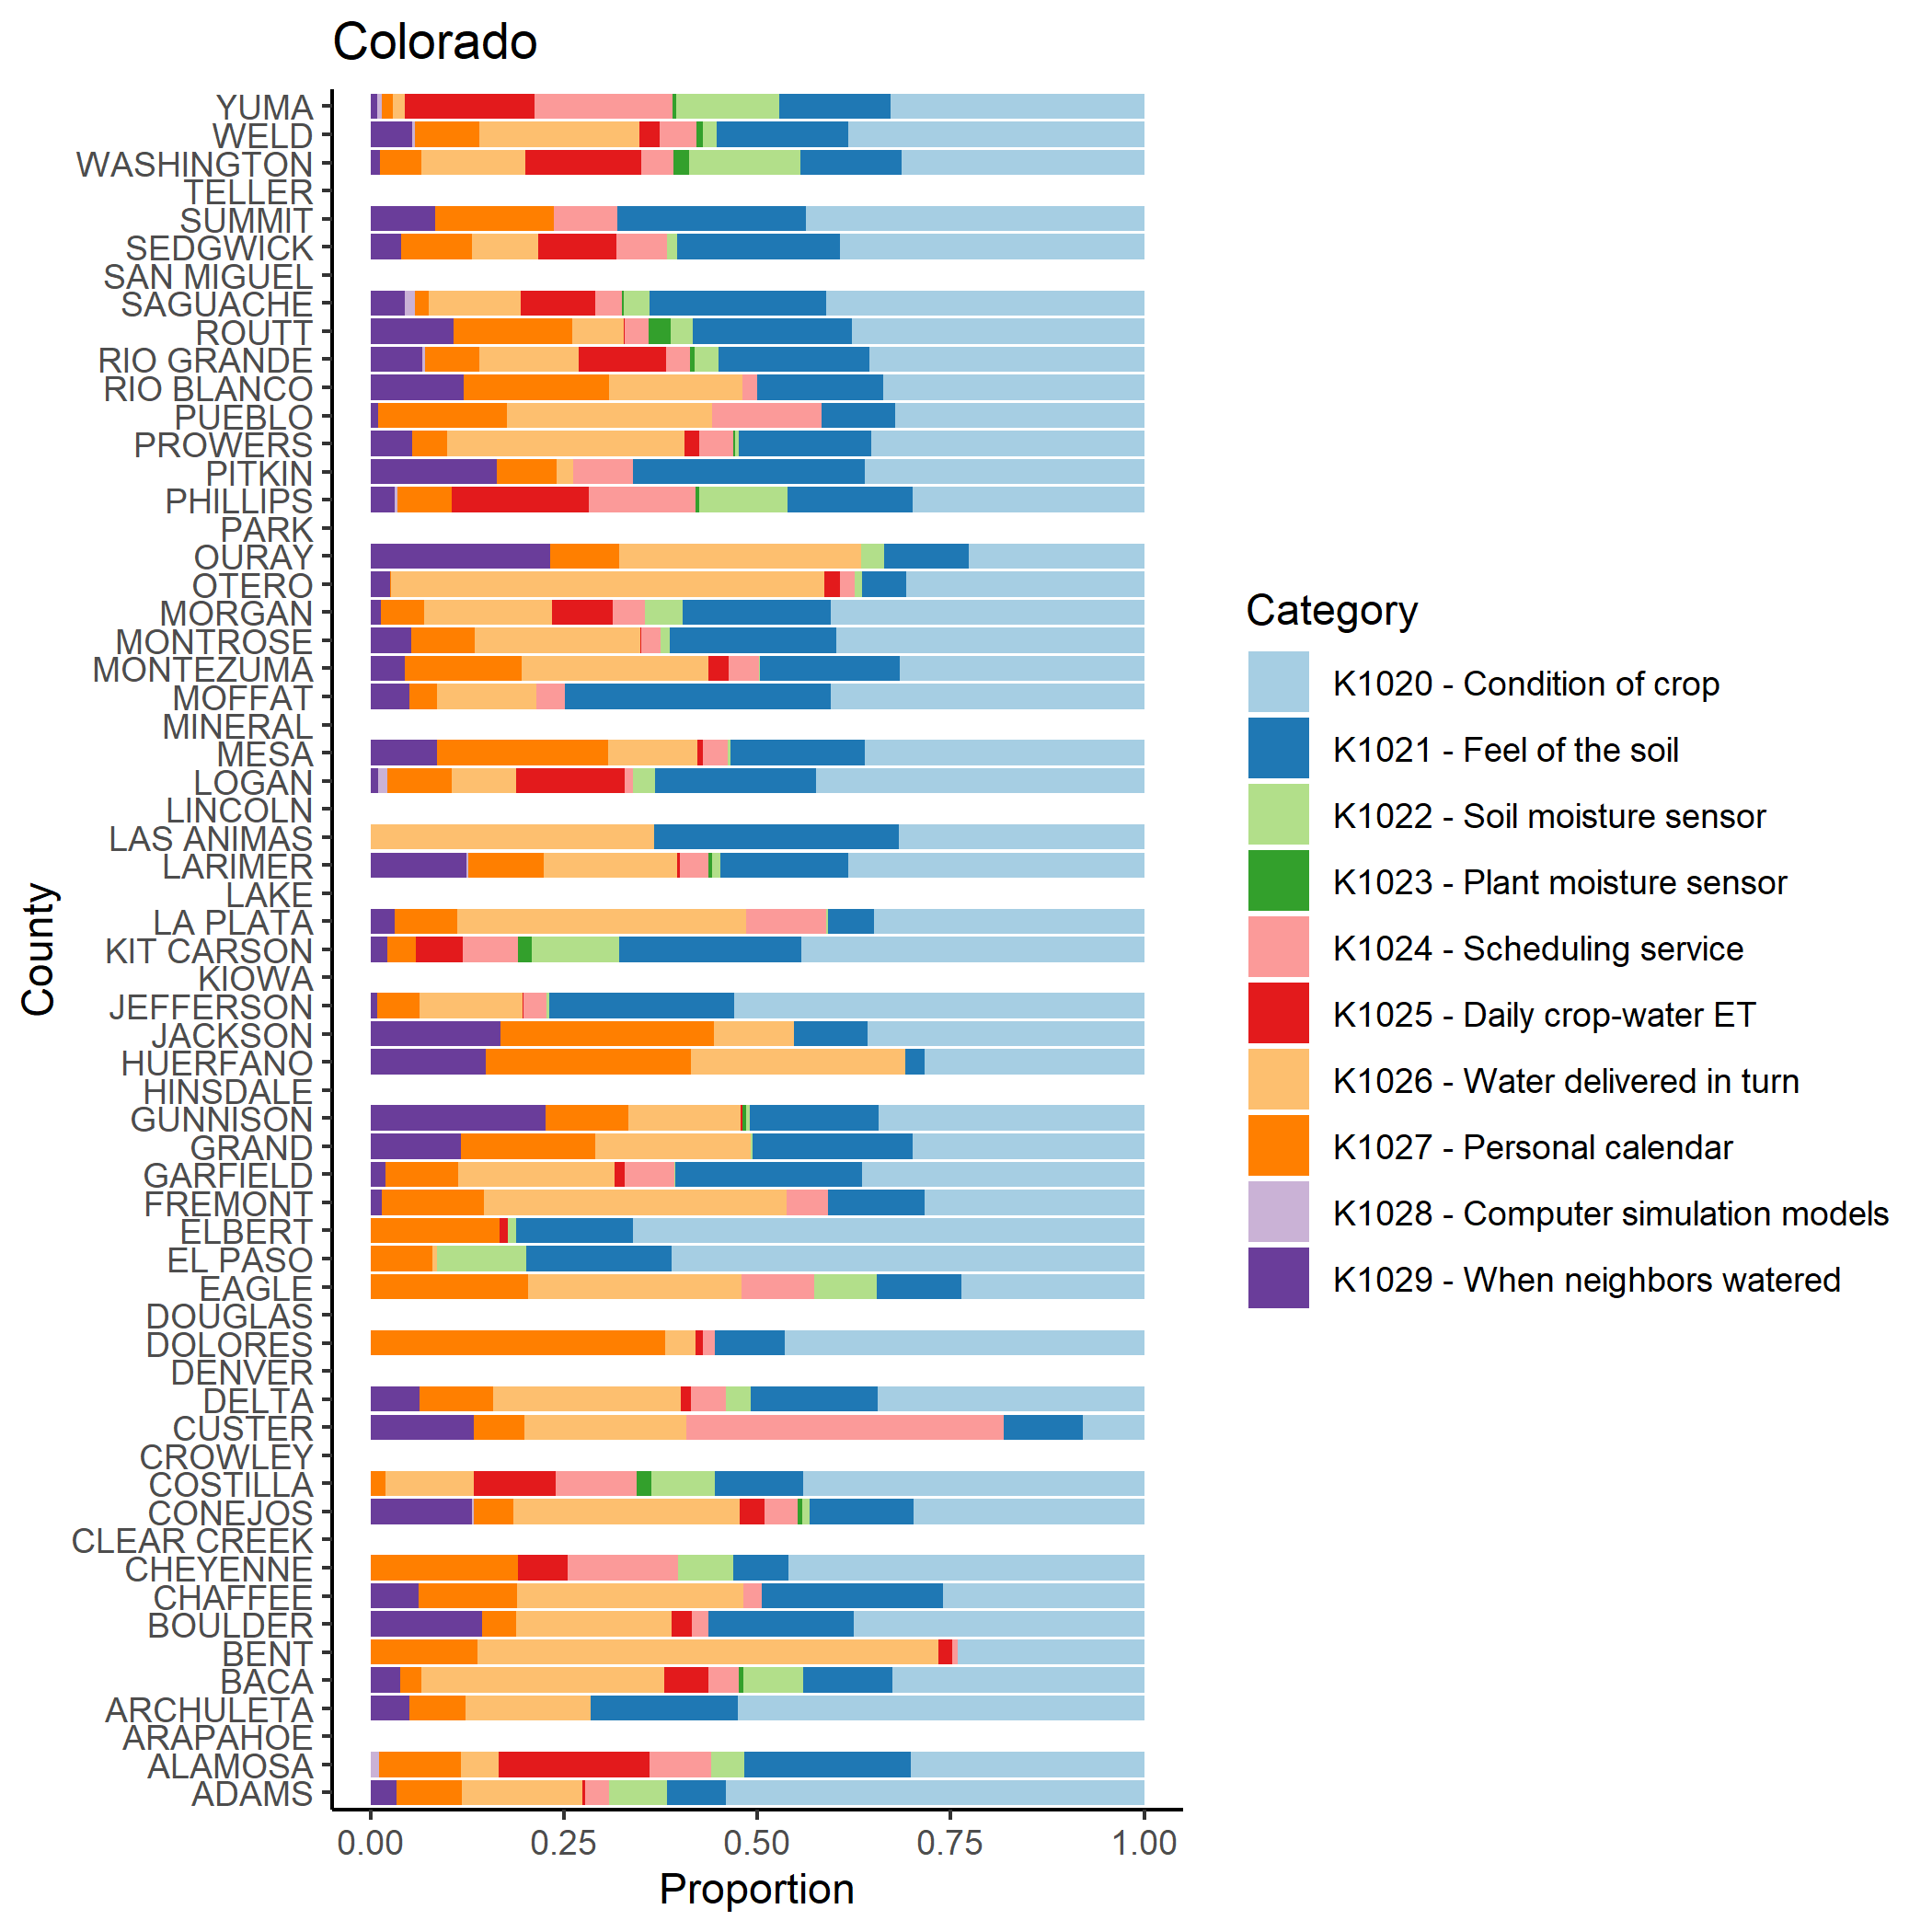 Colorado
YUMA
WELD
WASHINGTON
TELLER
SUMMIT
SEDGWICK
SAN MIGUEL
SAGUACHE
ROUTT
RIO GRANDE
RIO BLANCO
PUEBLO
PROWERS
PITKIN
PHILLIPS
PARK
OURAY
OTERO
MORGAN
MONTROSE
MONTEZUMA
MOFFAT
MINERAL
MESA
LOGAN
LINCOLN
LAS ANIMAS
LARIMER
LAKE
LA PLATA
KIT CARSON
KIOWA
JEFFERSON
JACKSON
HUERFANO
HINSDALE
GUNNISON
GRAND
GARFIELD
FREMONT
ELBERT
EL PASO
EAGLE
DOUGLAS
DOLORES
DENVER
DELTA
CUSTER
CROWLEY
COSTILLA
CONEJOS
CLEAR CREEK
CHEYENNE
CHAFFEE
BOULDER
BENT
BACA
ARCHULETA
ARAPAHOE
ALAMOSA
ADAMS
County
0.00 0.25 0.50 0.75 1.00
Proportion
Category
K1020 - Condition of crop
K1021 - Feel of the soil
K1022 - Soil moisture sensor
K1023 - Plant moisture sensor
K1024 - Scheduling service
K1025 - Daily crop-water ET
K1026 - Water delivered in turn
K1027 - Personal calendar
K1028 - Computer simulation models
K1029 - When neighbors watered